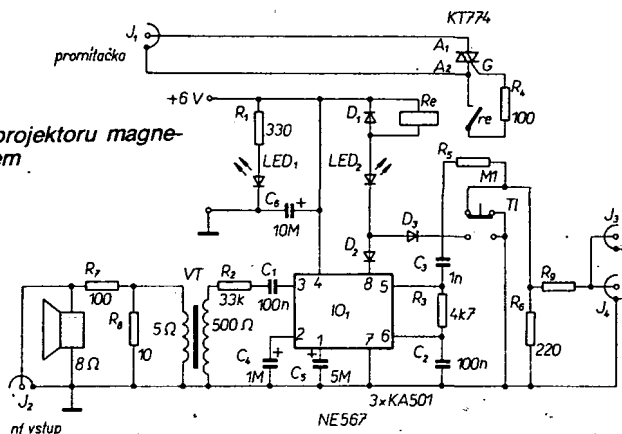 KT774
J1
promítačka
A1
A2
G
R4
100
re
+6 V
R1
330
D1
Re
projektoru magne-
em
LED1
LED2
R5
M1
Tl
C6
+
10M
D3
J3
D2
C3
1n
R7
100
VT
R2
33k
C1
100n
3
4
8
5
R3
4k7
R9
J4
R8
10
5Ω
500Ω
IO1
2
1
7
6
R6
220
8Ω
C4
+
1M
+
C5
5M
C2
100n
J2
3xKA501
NE567
nf vstup